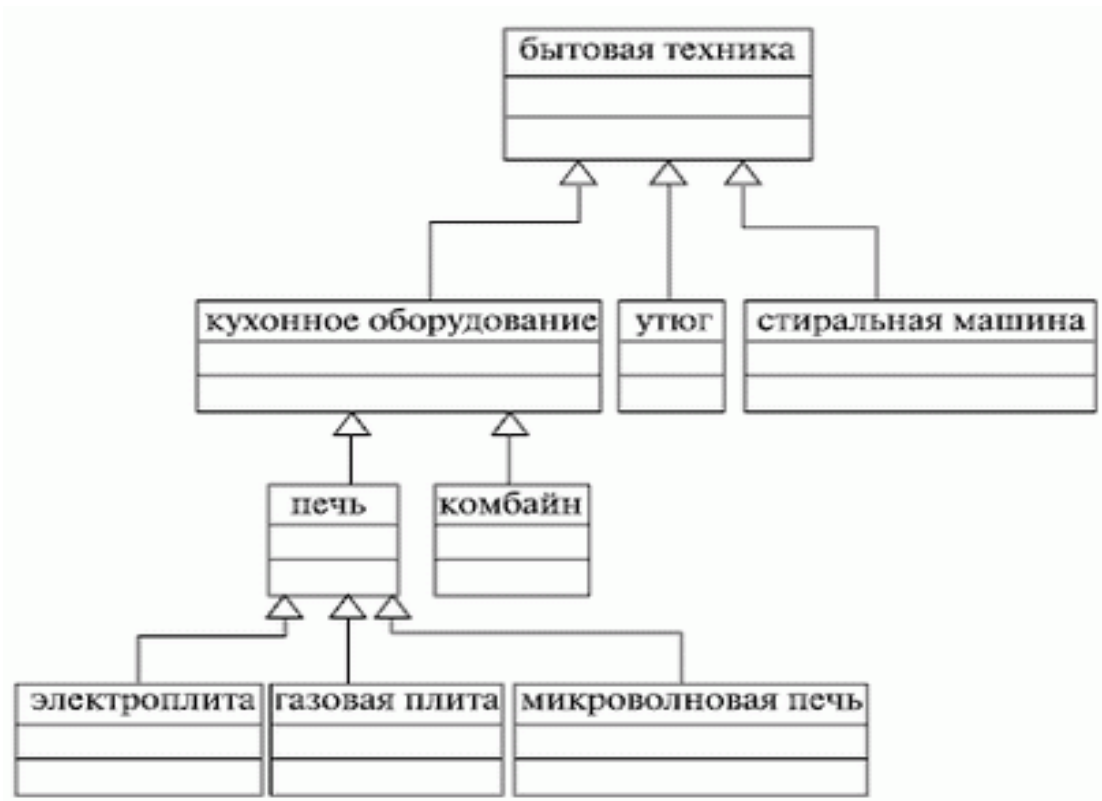 бытовая техника
кухонное оборудование
утюг
стиральная машина
печь
комбайн
электроплита
газовая плита
микроволновая печь